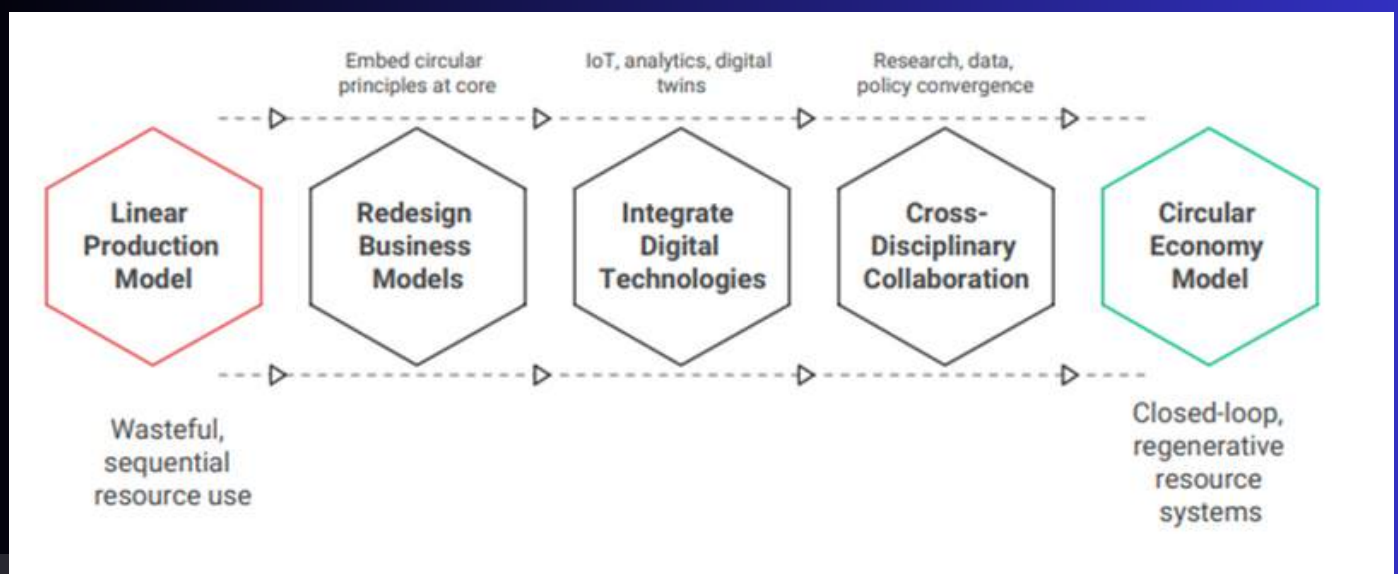 Embed circular
principles at core
IoT, analytics, digital
twins
Research, data,
policy convergence
Linear
Production
Model
Redesign
Business
Models
Integrate
Digital
Technologies
Cross-
Disciplinary
Collaboration
Circular
Economy
Model
Wasteful,
sequential
resource use
Closed-loop,
regenerative
resource
systems